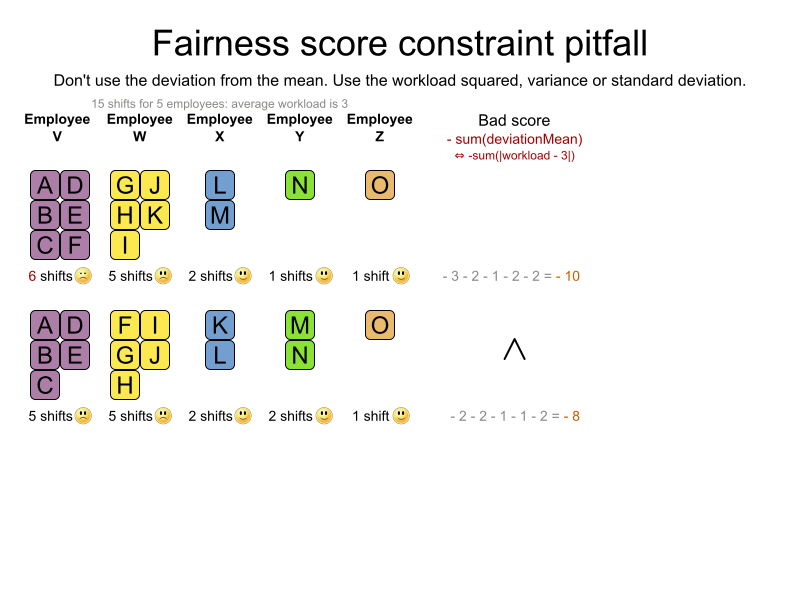 Fairness score constraint pitfall
Don't use the deviation from the mean. Use the workload squared, variance or standard deviation.
15 shifts for 5 employees: average workload is 3
Employee V
Employee W
Employee X
Employee Y
Employee Z
Bad score
- sum(deviationMean)
⇔ -sum(|workload - 3|)
A D G J L N O
B E H K M
C F I
6 shifts 5 shifts 2 shifts 1 shifts 1 shift - 3 - 2 - 1 - 2 - 2 = - 10
A D F I K M O
B E G J L N
C H
5 shifts 5 shifts 2 shifts 2 shifts 1 shift - 2 - 2 - 1 - 1 - 2 = - 8